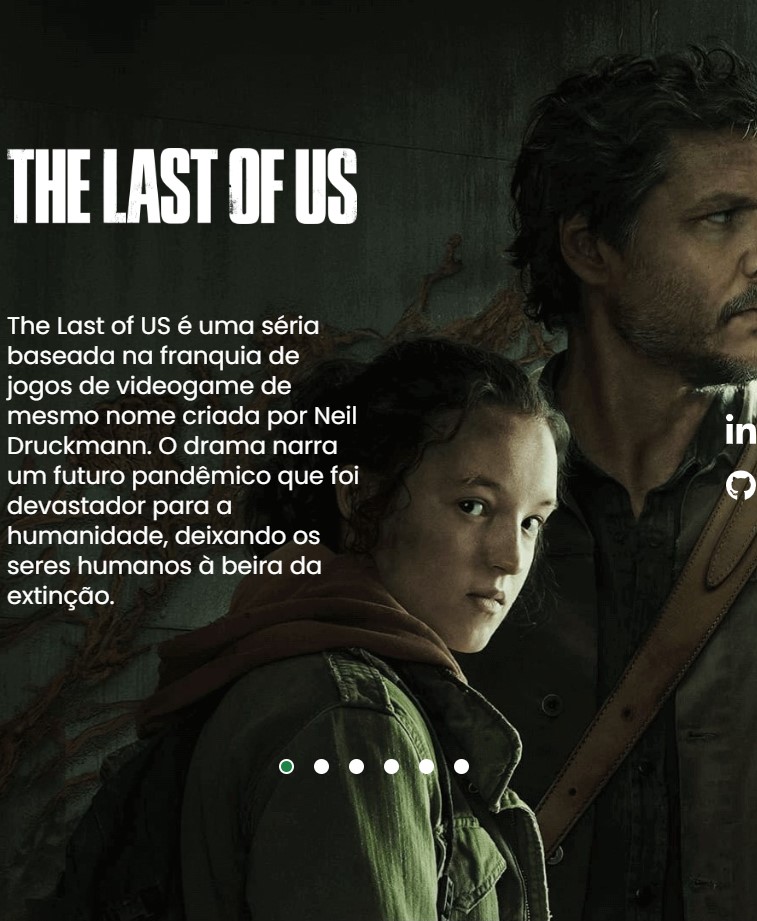 THE LAST OF US
The Last of US é uma séria
baseada na franquia de
jogos de videogame de
mesmo nome criada por Neil
Druckmann. O drama narra
um futuro pandêmico que foi
devastador para a
humanidade, deixando os
seres humanos à beira da
extinção.
in